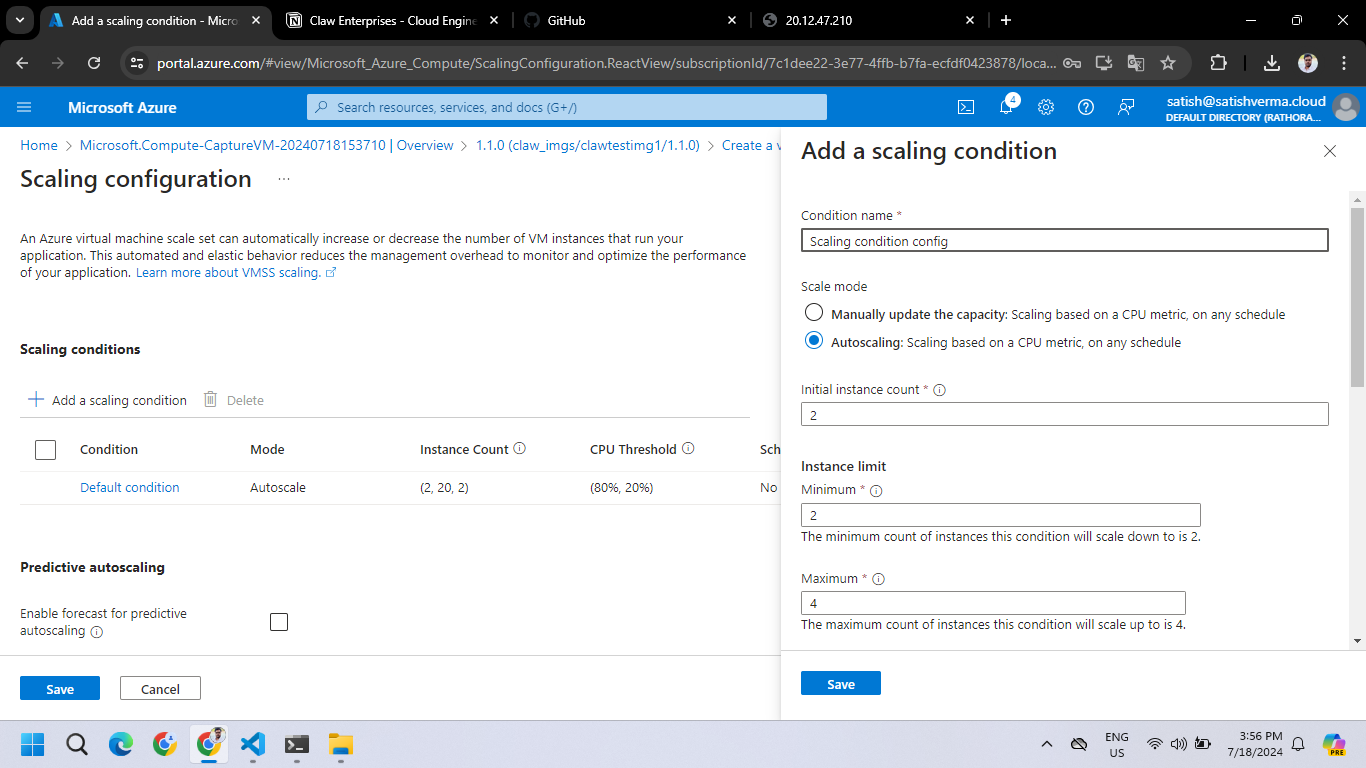 Add a scaling condition - Micro
Claw Enterprises - Cloud Engine
GitHub
20.12.47.210
portal.azure.com/#view/Microsoft_Azure_Compute/ScalingConfiguration.ReactView/subscriptionId/7c1dee22-3e77-4ffb-b7fa-ecfdf0423878/loca...
Microsoft Azure
Search resources, services, and docs (G+/)
4
satish@satishverma.cloud
DEFAULT DIRECTORY (RATHORA...
Home > Microsoft.Compute-CaptureVM-20240718153710 | Overview > 1.1.0 (claw_imgs/clawtestimg1/1.1.0) > Create a v
Scaling configuration ...
An Azure virtual machine scale set can automatically increase or decrease the number of VM instances that run your
application. This automated and elastic behavior reduces the management overhead to monitor and optimize the performance
of your application. Learn more about VMSS scaling.
Scaling conditions
Add a scaling condition Delete
Condition Mode Instance Count CPU Threshold Sch
Default condition Autoscale (2, 20, 2) (80%, 20%) No
Predictive autoscaling
Enable forecast for predictive
autoscaling
Save Cancel
Add a scaling condition
Condition name *
Scaling condition config
Scale mode
Manually update the capacity: Scaling based on a CPU metric, on any schedule
Autoscaling: Scaling based on a CPU metric, on any schedule
Initial instance count *
2
Instance limit
Minimum *
2
The minimum count of instances this condition will scale down to is 2.
Maximum *
4
The maximum count of instances this condition will scale up to is 4.
Save
ENG
US
3:56 PM
7/18/2024
PRE